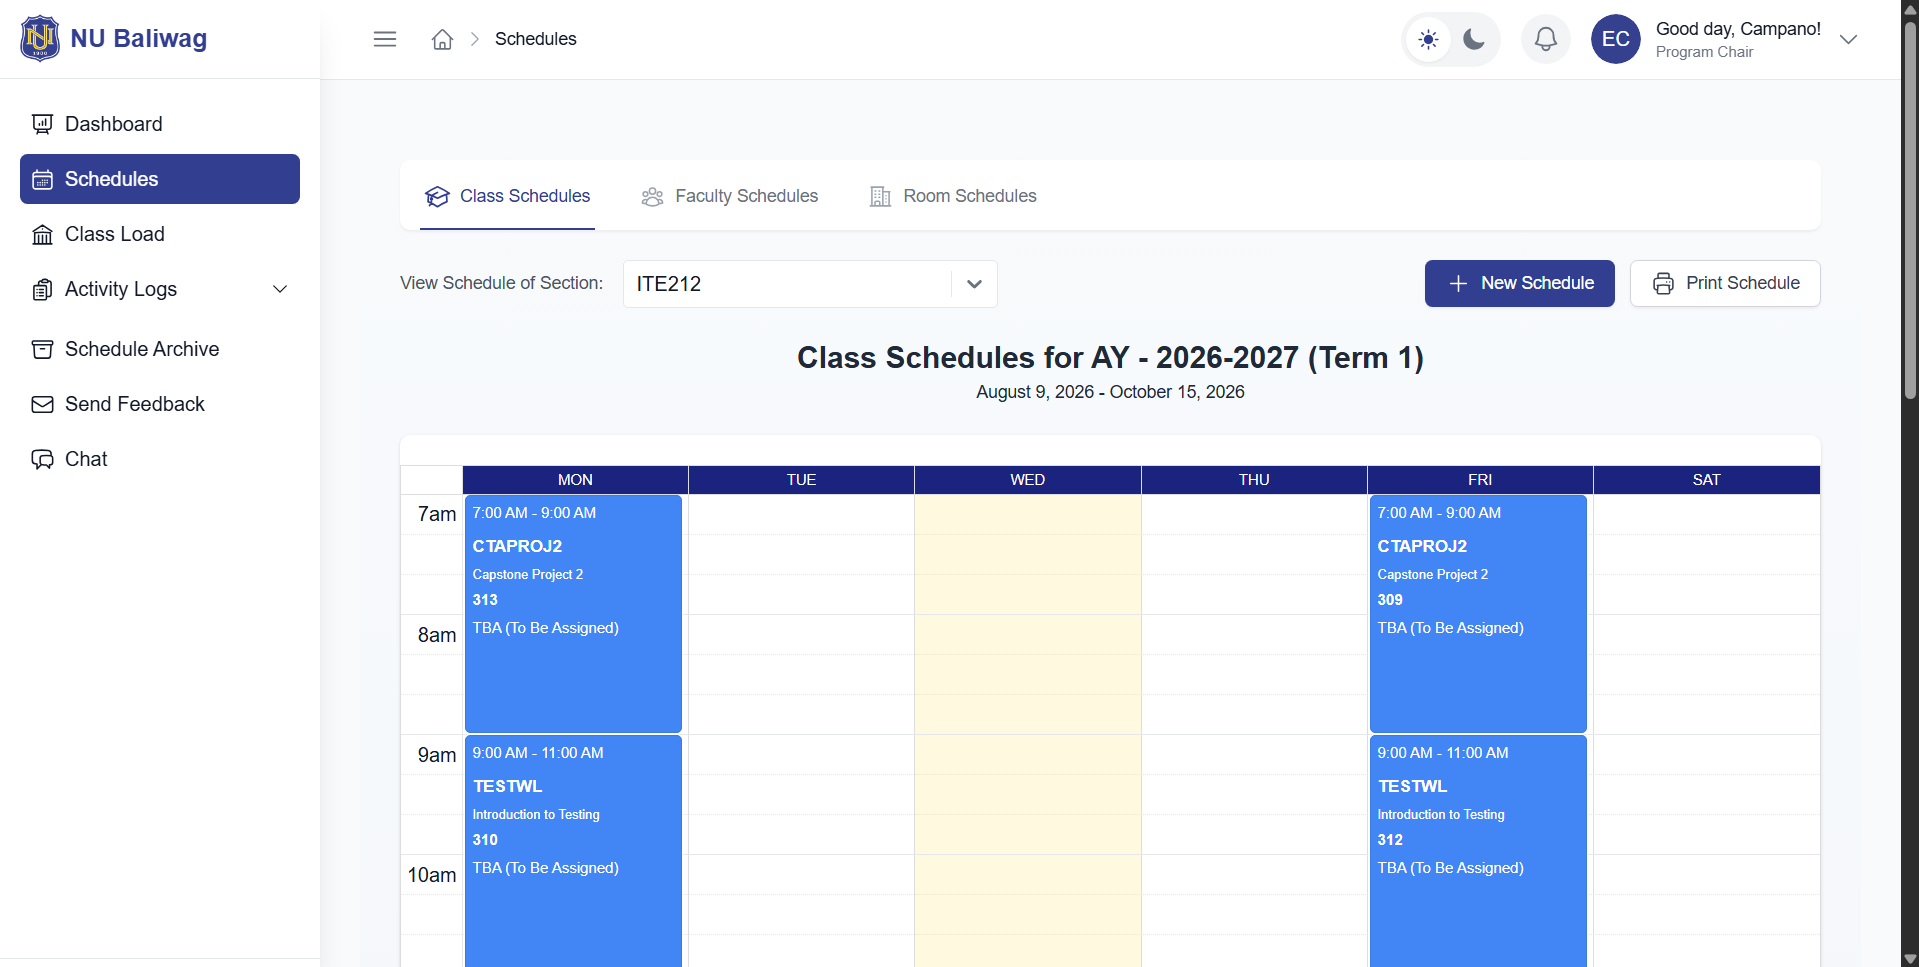 NU Baliwag
Schedules
EC
Good day, Campano!
Program Chair
Dashboard
Schedules
Class Load
Activity Logs
Schedule Archive
Send Feedback
Chat
Class Schedules
Faculty Schedules
Room Schedules
View Schedule of Section:
ITE212
New Schedule
Print Schedule
Class Schedules for AY - 2026-2027 (Term 1)
August 9, 2026 - October 15, 2026
MON
TUE
WED
THU
FRI
SAT
7am
8am
9am
10am
7:00 AM - 9:00 AM
CTAPROJ2
Capstone Project 2
313
TBA (To Be Assigned)
9:00 AM - 11:00 AM
TESTWL
Introduction to Testing
310
TBA (To Be Assigned)
7:00 AM - 9:00 AM
CTAPROJ2
Capstone Project 2
309
TBA (To Be Assigned)
9:00 AM - 11:00 AM
TESTWL
Introduction to Testing
312
TBA (To Be Assigned)